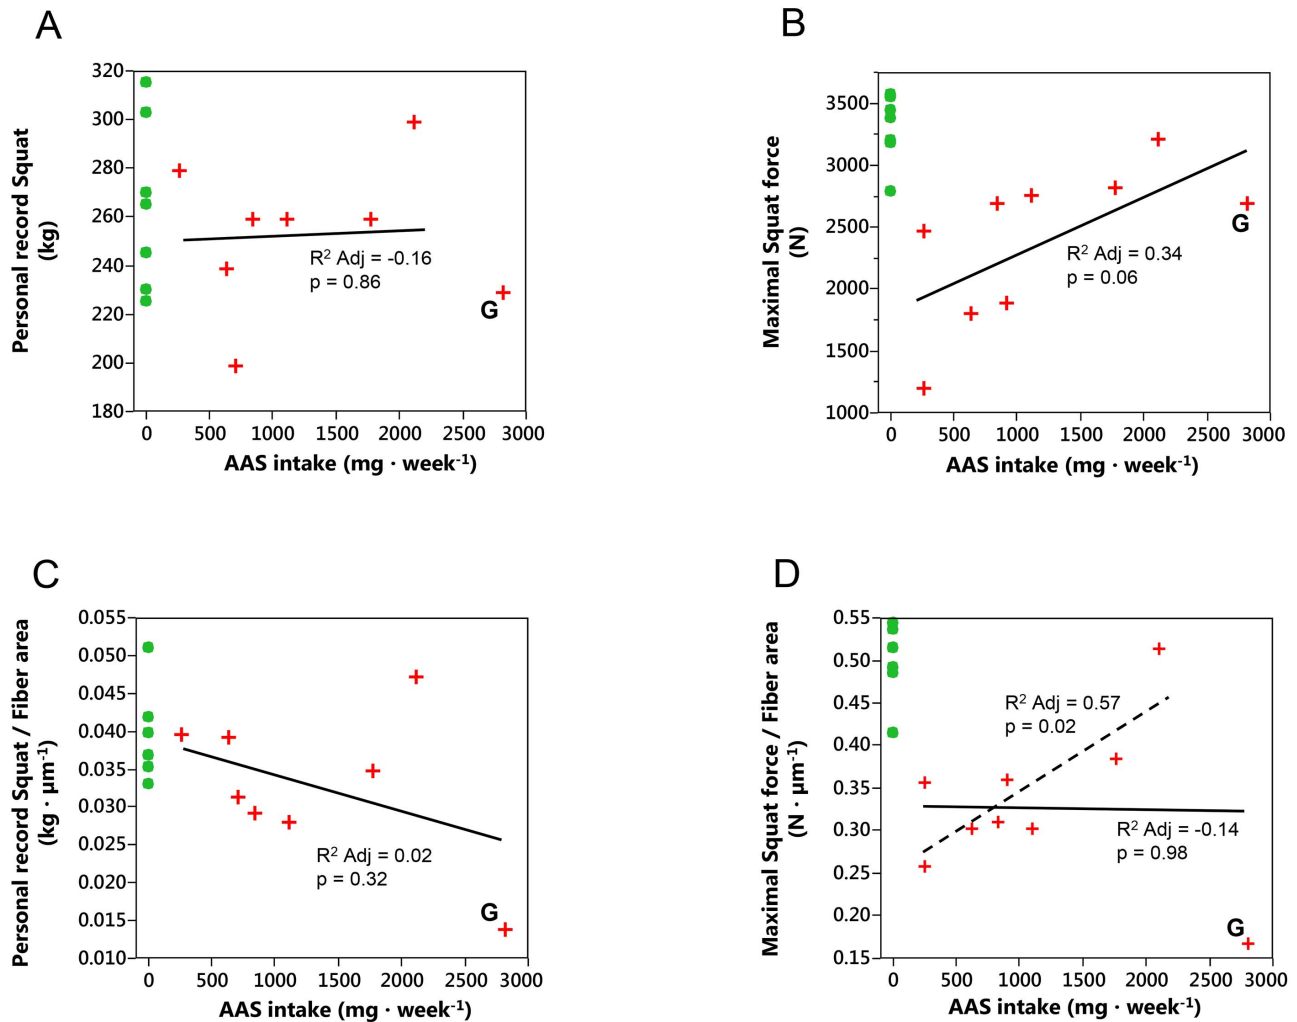 A
320
300
280
260
240
220
200
180
Personal record Squat
(kg)
R² Adj = -0.16
p = 0.86
G
0 500 1000 1500 2000 2500 3000
AAS intake (mg · week⁻¹)
B
3500
3000
2500
2000
1500
1000
Maximal Squat force
(N)
G
R² Adj = 0.34
p = 0.06
0 500 1000 1500 2000 2500 3000
AAS intake (mg · week⁻¹)
C
0.055
0.050
0.045
0.040
0.035
0.030
0.025
0.020
0.015
0.010
Personal record Squat / Fiber area
(kg · µm⁻¹)
R² Adj = 0.02
p = 0.32
G
0 500 1000 1500 2000 2500 3000
AAS intake (mg · week⁻¹)
D
0.55
0.50
0.45
0.40
0.35
0.30
0.25
0.20
0.15
Maximal Squat force / Fiber area
(N · µm⁻¹)
R² Adj = 0.57
p = 0.02
R² Adj = -0.14
p = 0.98
G
0 500 1000 1500 2000 2500 3000
AAS intake (mg · week⁻¹)